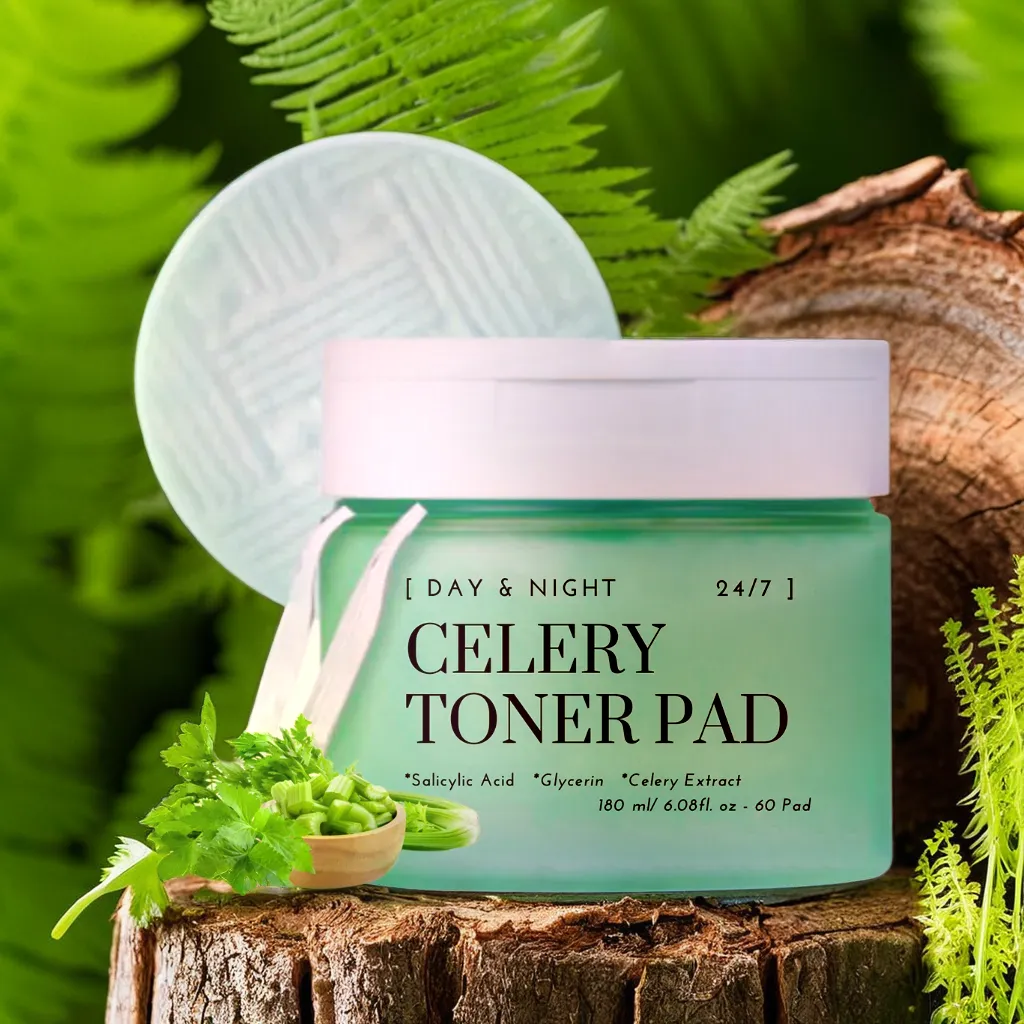 [ DAY & NIGHT 24/7 ]
CELERY
TONER PAD
*Salicylic Acid *Glycerin *Celery Extract
180 ml/ 6.08fl. oz - 60 Pad